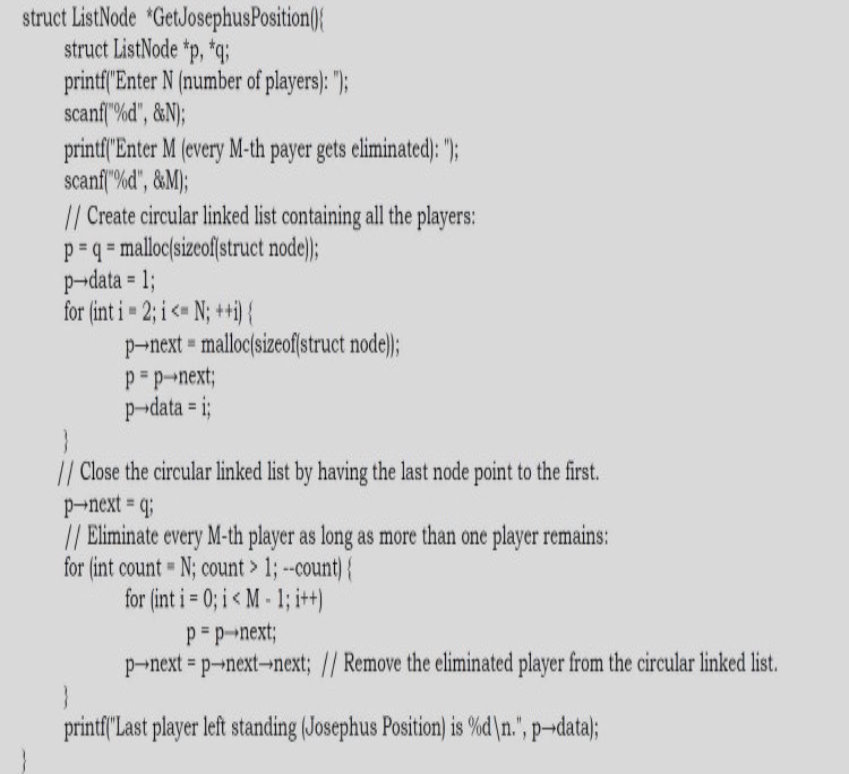 struct ListNode *GetJosephusPosition(){
struct ListNode *p, *q;
printf("Enter N (number of players): ");
scanf("%d", &N);
printf("Enter M (every M-th payer gets eliminated): ");
scanf("%d", &M);
// Create circular linked list containing all the players:
p = q = malloc(sizeof(struct node));
p→data = 1;
for (int i = 2; i <= N; ++i) {
p→next = malloc(sizeof(struct node));
p = p→next;
p→data = i;
}
// Close the circular linked list by having the last node point to the first.
p→next = q;
// Eliminate every M-th player as long as more than one player remains:
for (int count = N; count > 1; --count) {
for (int i = 0; i < M - 1; i++)
p = p→next;
p→next = p→next→next; // Remove the eliminated player from the circular linked list.
}
printf("Last player left standing (Josephus Position) is %d\n.", p→data);
}